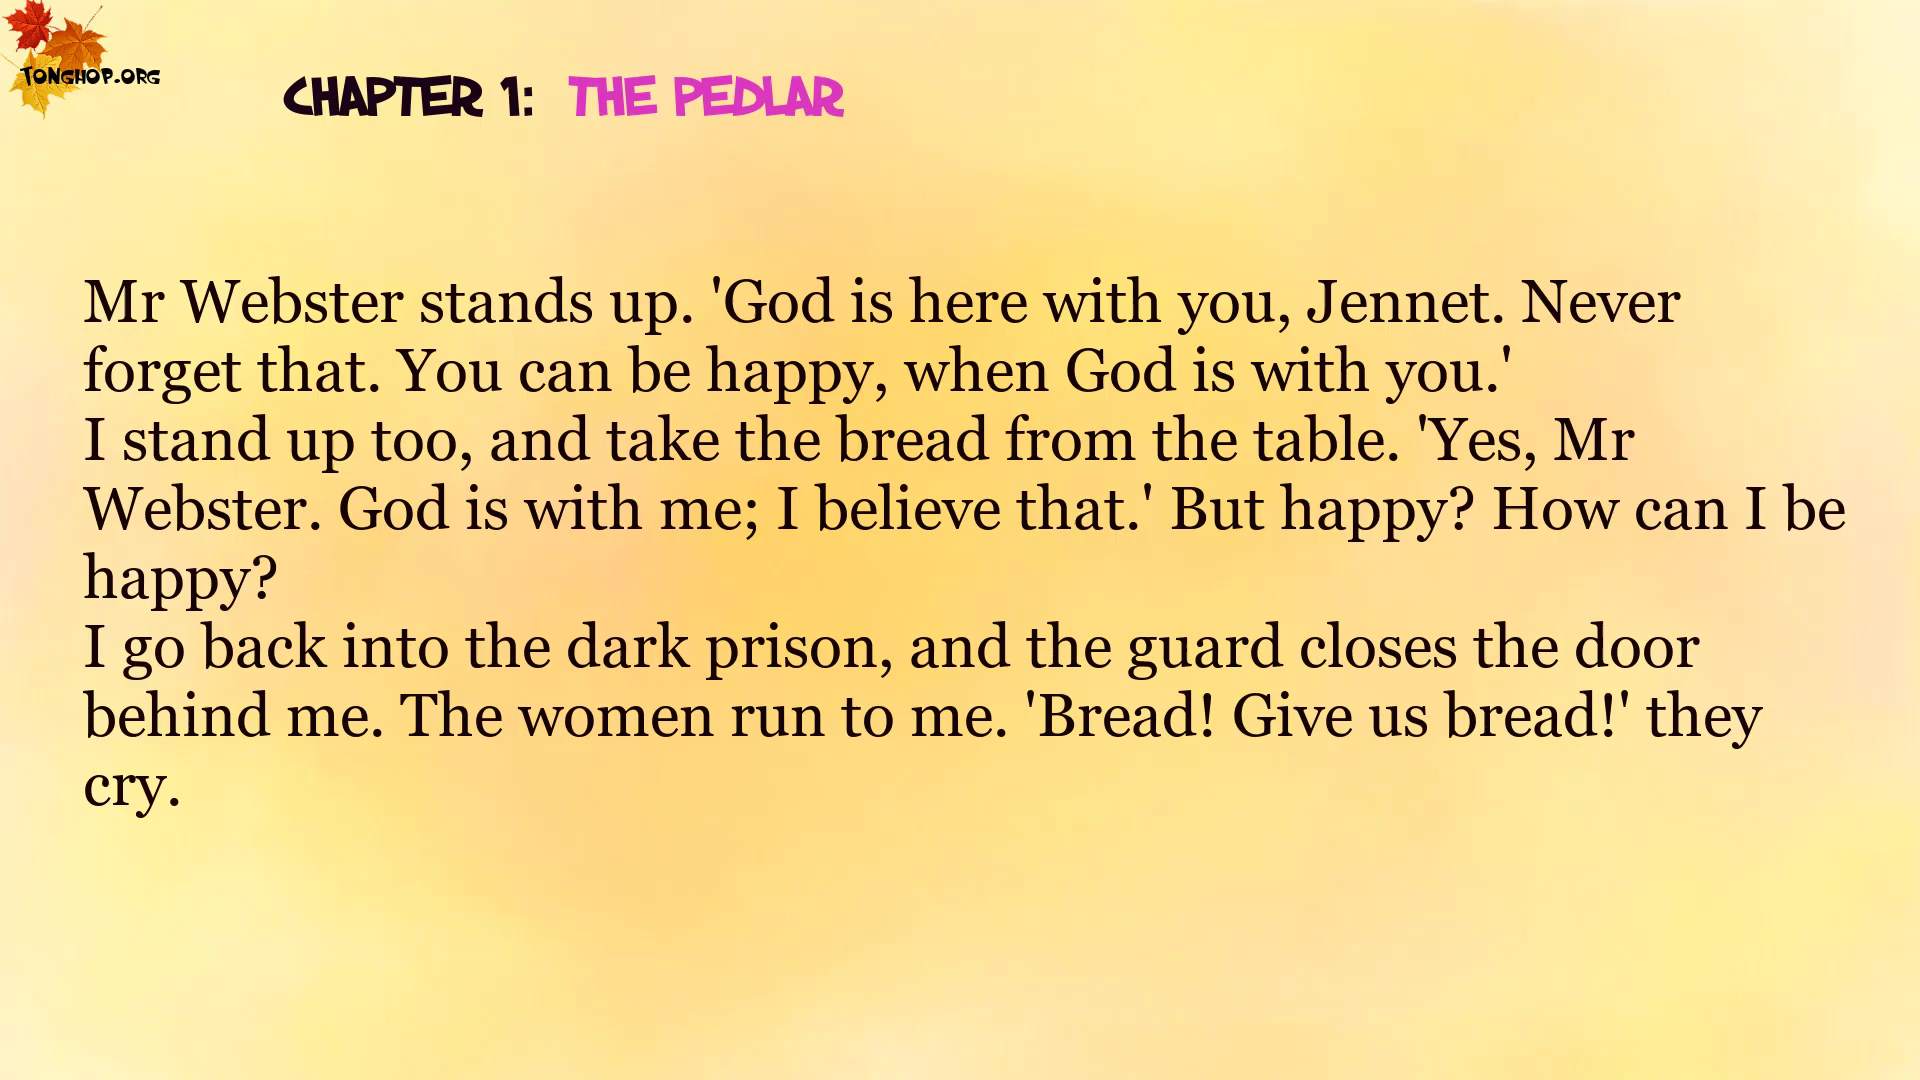 Tonghop.org
CHAPTER 1: THE PEDLAR
Mr Webster stands up. 'God is here with you, Jennet. Never
forget that. You can be happy, when God is with you.'
I stand up too, and take the bread from the table. 'Yes, Mr
Webster. God is with me; I believe that.' But happy? How can I be
happy?
I go back into the dark prison, and the guard closes the door
behind me. The women run to me. 'Bread! Give us bread!' they
cry.